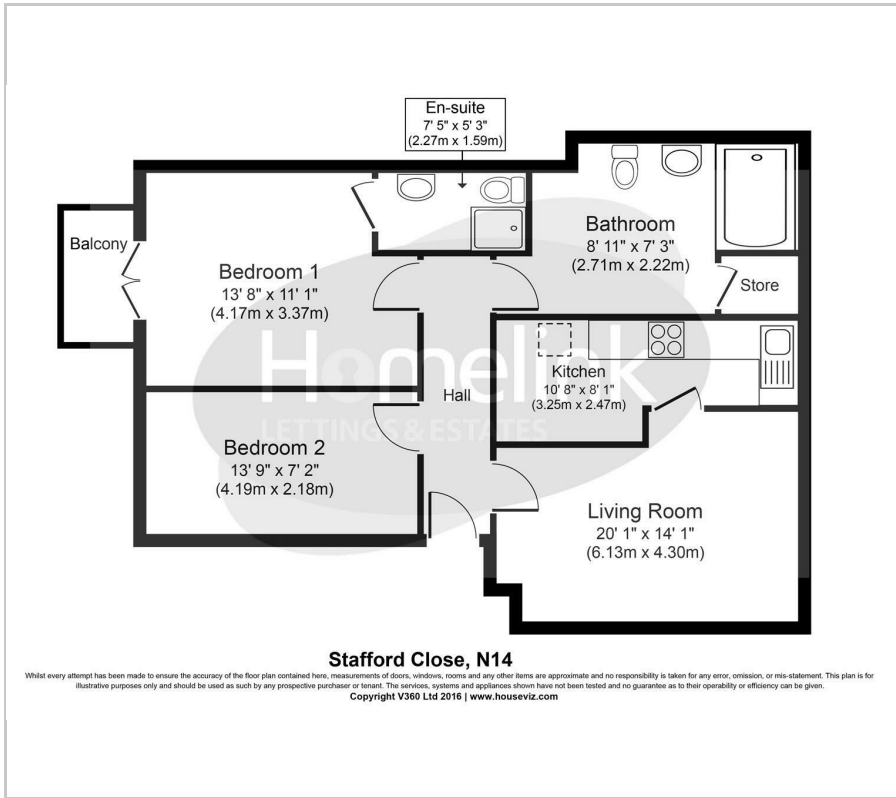 En-suite
7' 5" x 5' 3"
(2.27m x 1.59m)
Balcony
Bedroom 1
13' 8" x 11' 1"
(4.17m x 3.37m)
Bathroom
8' 11" x 7' 3"
(2.71m x 2.22m)
Store
Homelink
LETTINGS & ESTATES
Kitchen
10' 8" x 8' 1"
(3.25m x 2.47m)
Hall
Bedroom 2
13' 9" x 7' 2"
(4.19m x 2.18m)
Living Room
20' 1" x 14' 1"
(6.13m x 4.30m)
Stafford Close, N14
Whilst every attempt has been made to ensure the accuracy of the floor plan contained here, measurements of doors, windows, rooms and any other items are approximate and no responsibility is taken for any error, omission, or mis-statement. This plan is for
illustrative purposes only and should be used as such by any prospective purchaser or tenant. The services, systems and appliances shown have not been tested and no guarantee as to their operability or efficiency can be given.
Copyright V360 Ltd 2016 | www.houseviz.com